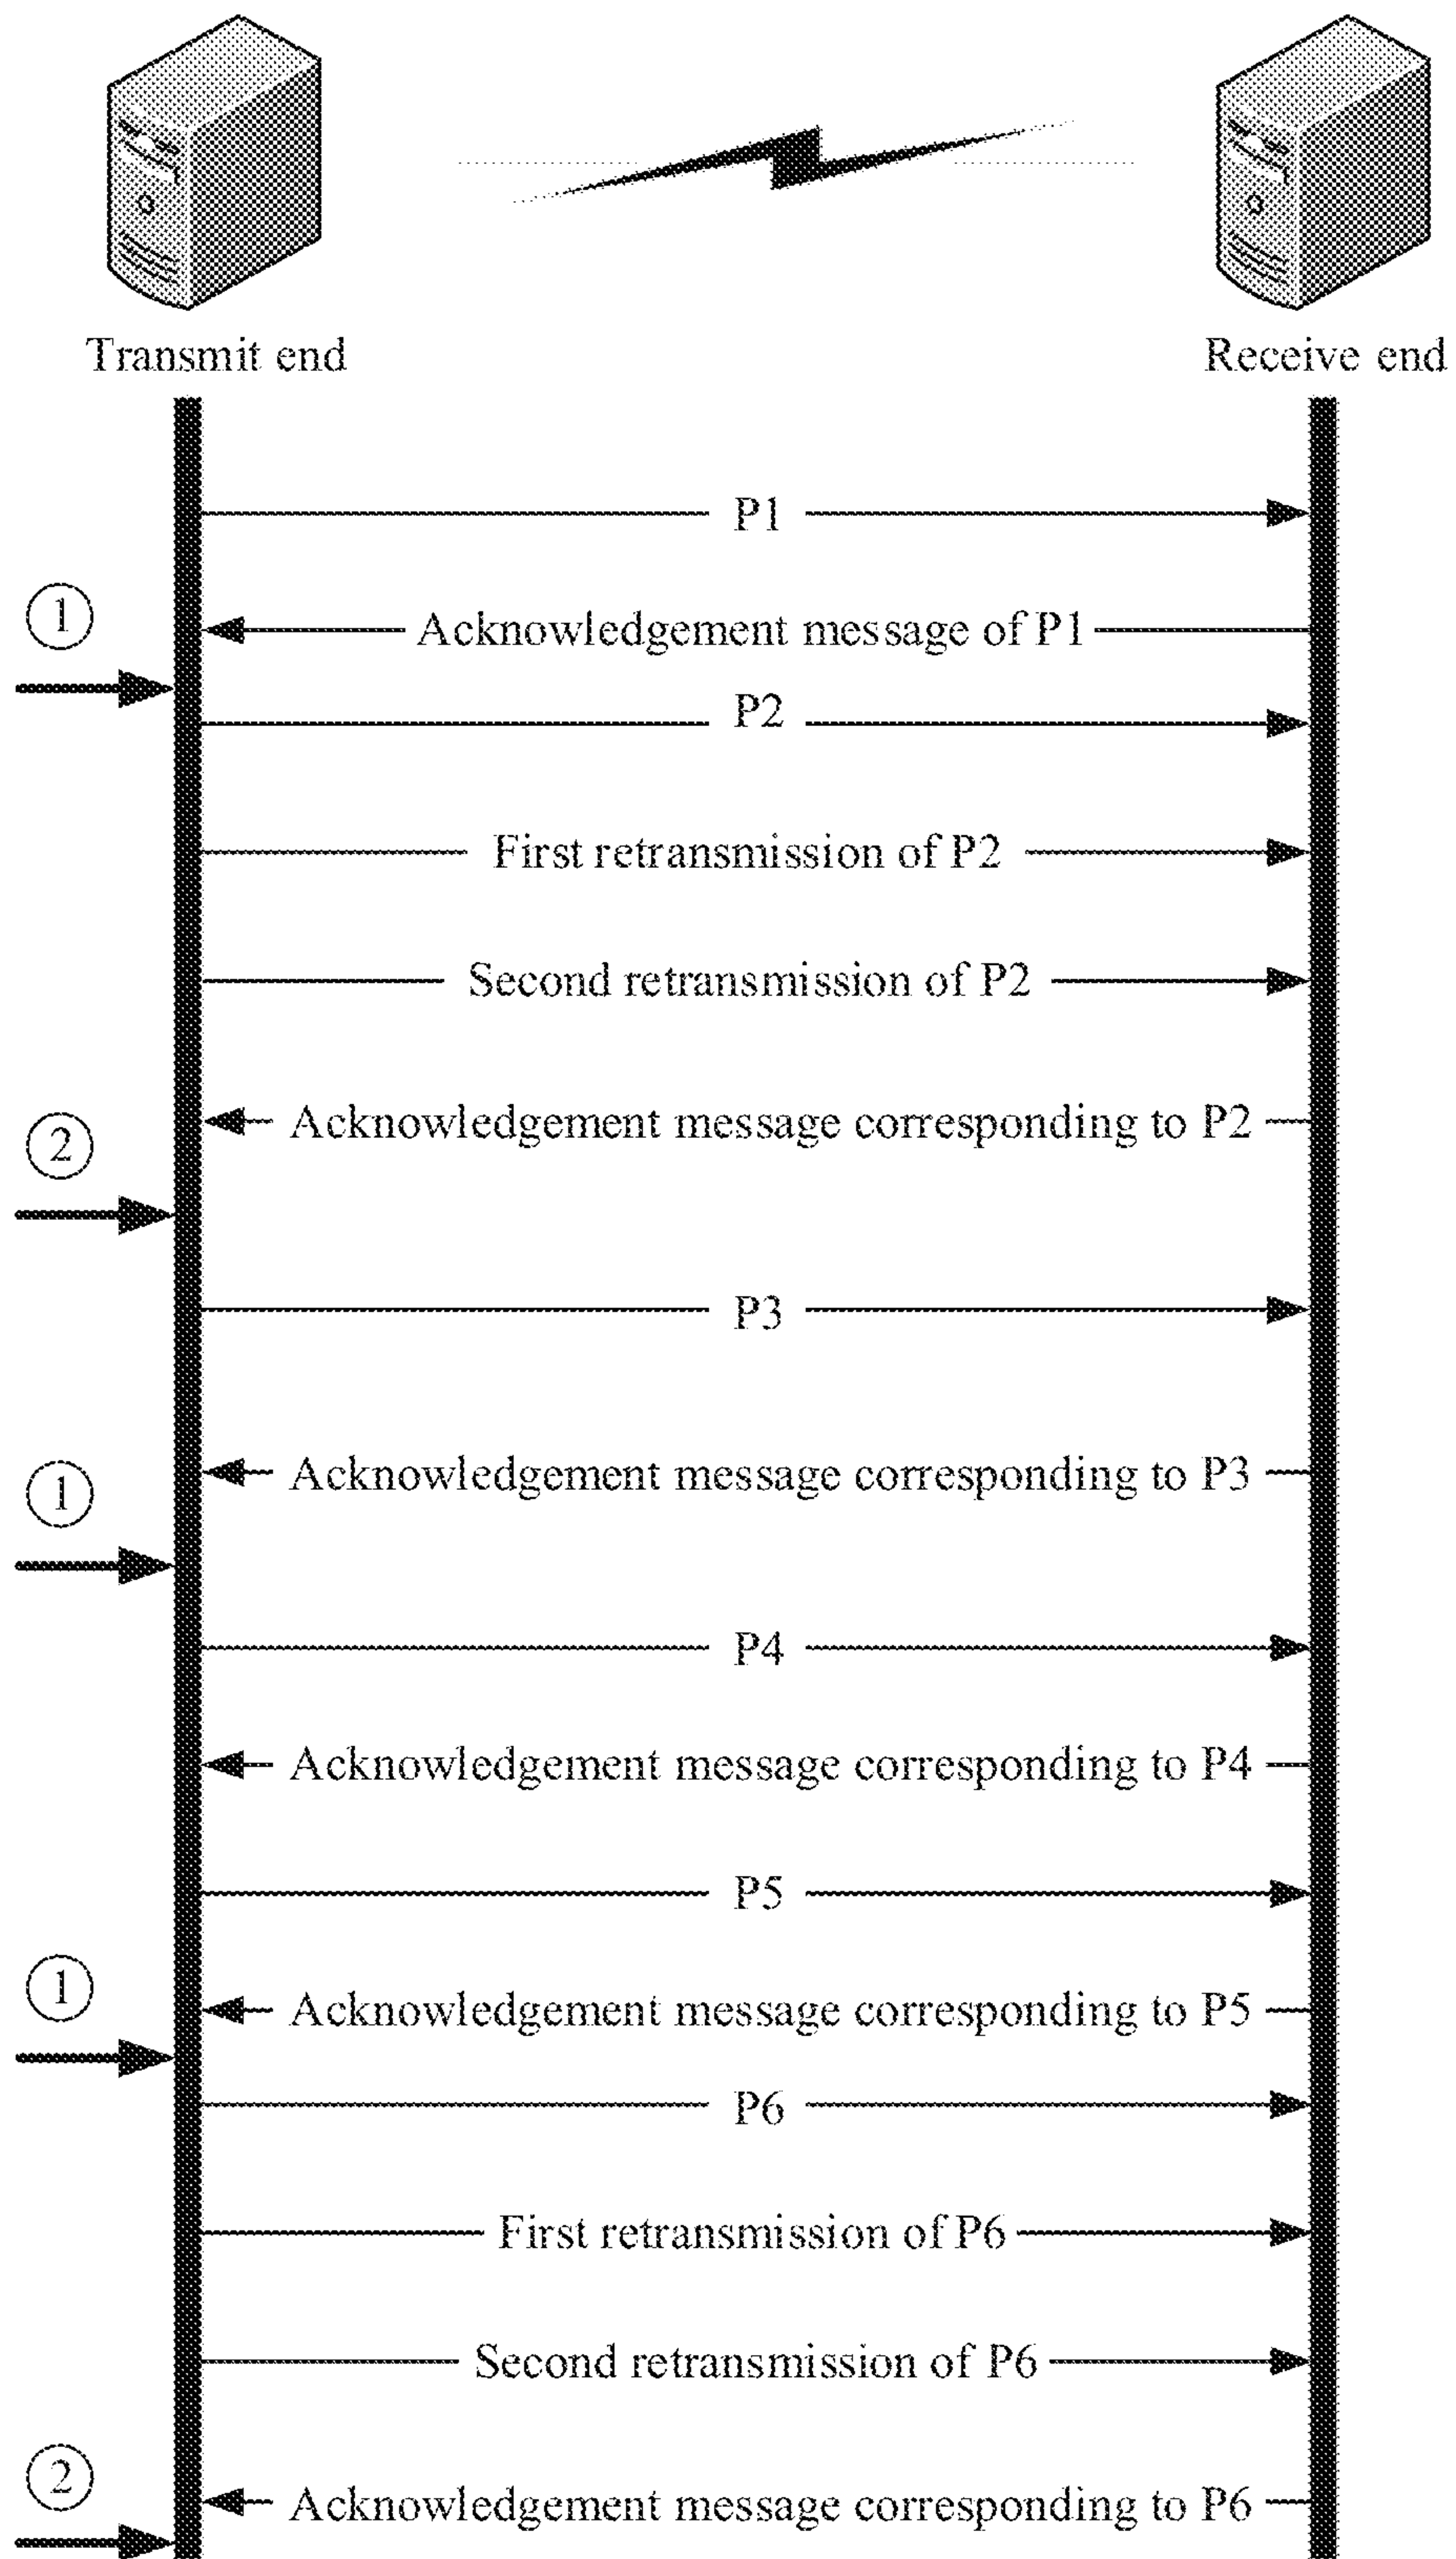 Transmit end
Receive end
P1
①
Acknowledgement message of P1
P2
First retransmission of P2
Second retransmission of P2
Acknowledgement message corresponding to P2
②
P3
Acknowledgement message corresponding to P3
①
P4
Acknowledgement message corresponding to P4
P5
①
Acknowledgement message corresponding to P5
P6
First retransmission of P6
Second retransmission of P6
②
Acknowledgement message corresponding to P6